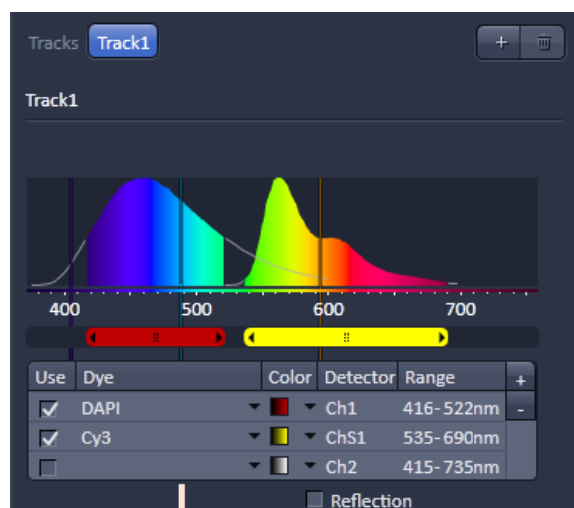 Tracks Track1 +
Track1
400 500 600 700
Use Dye Color Detector Range +
DAPI Ch1 416-522nm -
Cy3 ChS1 535-690nm
Ch2 415-735nm
Reflection